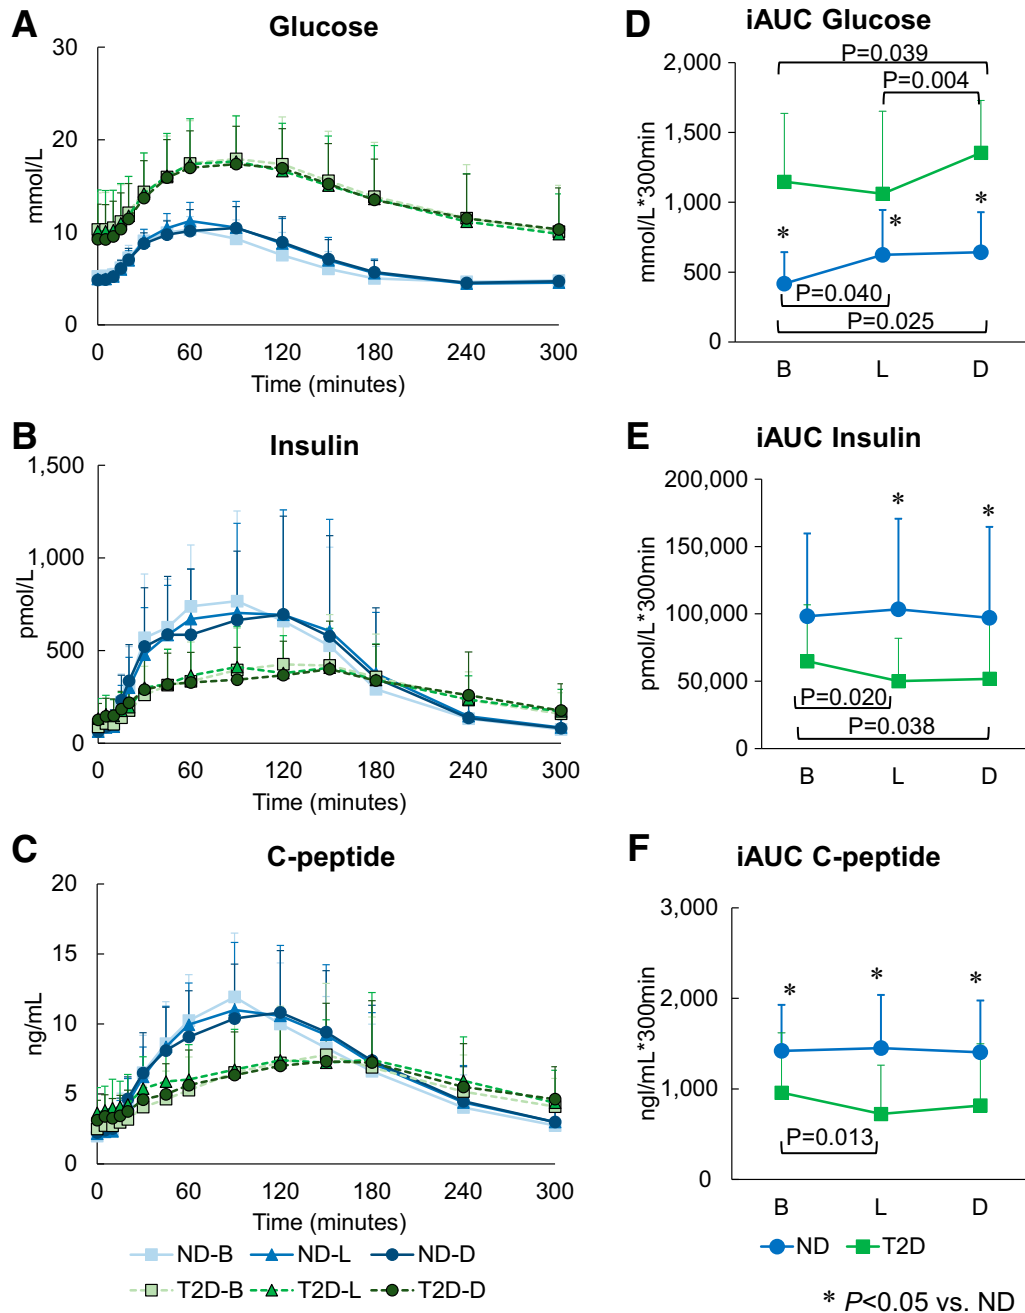 A
Glucose
30
20
10
0
mmol/L
0 60 120 180 240 300
Time (minutes)
D
iAUC Glucose
P=0.039
2,000
P=0.004
1,500
1,000
500
0
mmol/L*300min
* * *
P=0.040
P=0.025
B L D
B
Insulin
1,500
1,000
500
0
pmol/L
0 60 120 180 240 300
Time (minutes)
E
iAUC Insulin
200,000
150,000
100,000
50,000
0
pmol/L*300min
* *
P=0.020
P=0.038
B L D
C
C-peptide
20
15
10
5
0
ng/mL
0 60 120 180 240 300
Time (minutes)
ND-B ND-L ND-D
T2D-B T2D-L T2D-D
F
iAUC C-peptide
3,000
2,000
1,000
0
ngl/mL*300min
* * *
P=0.013
B L D
ND T2D
* P<0.05 vs. ND